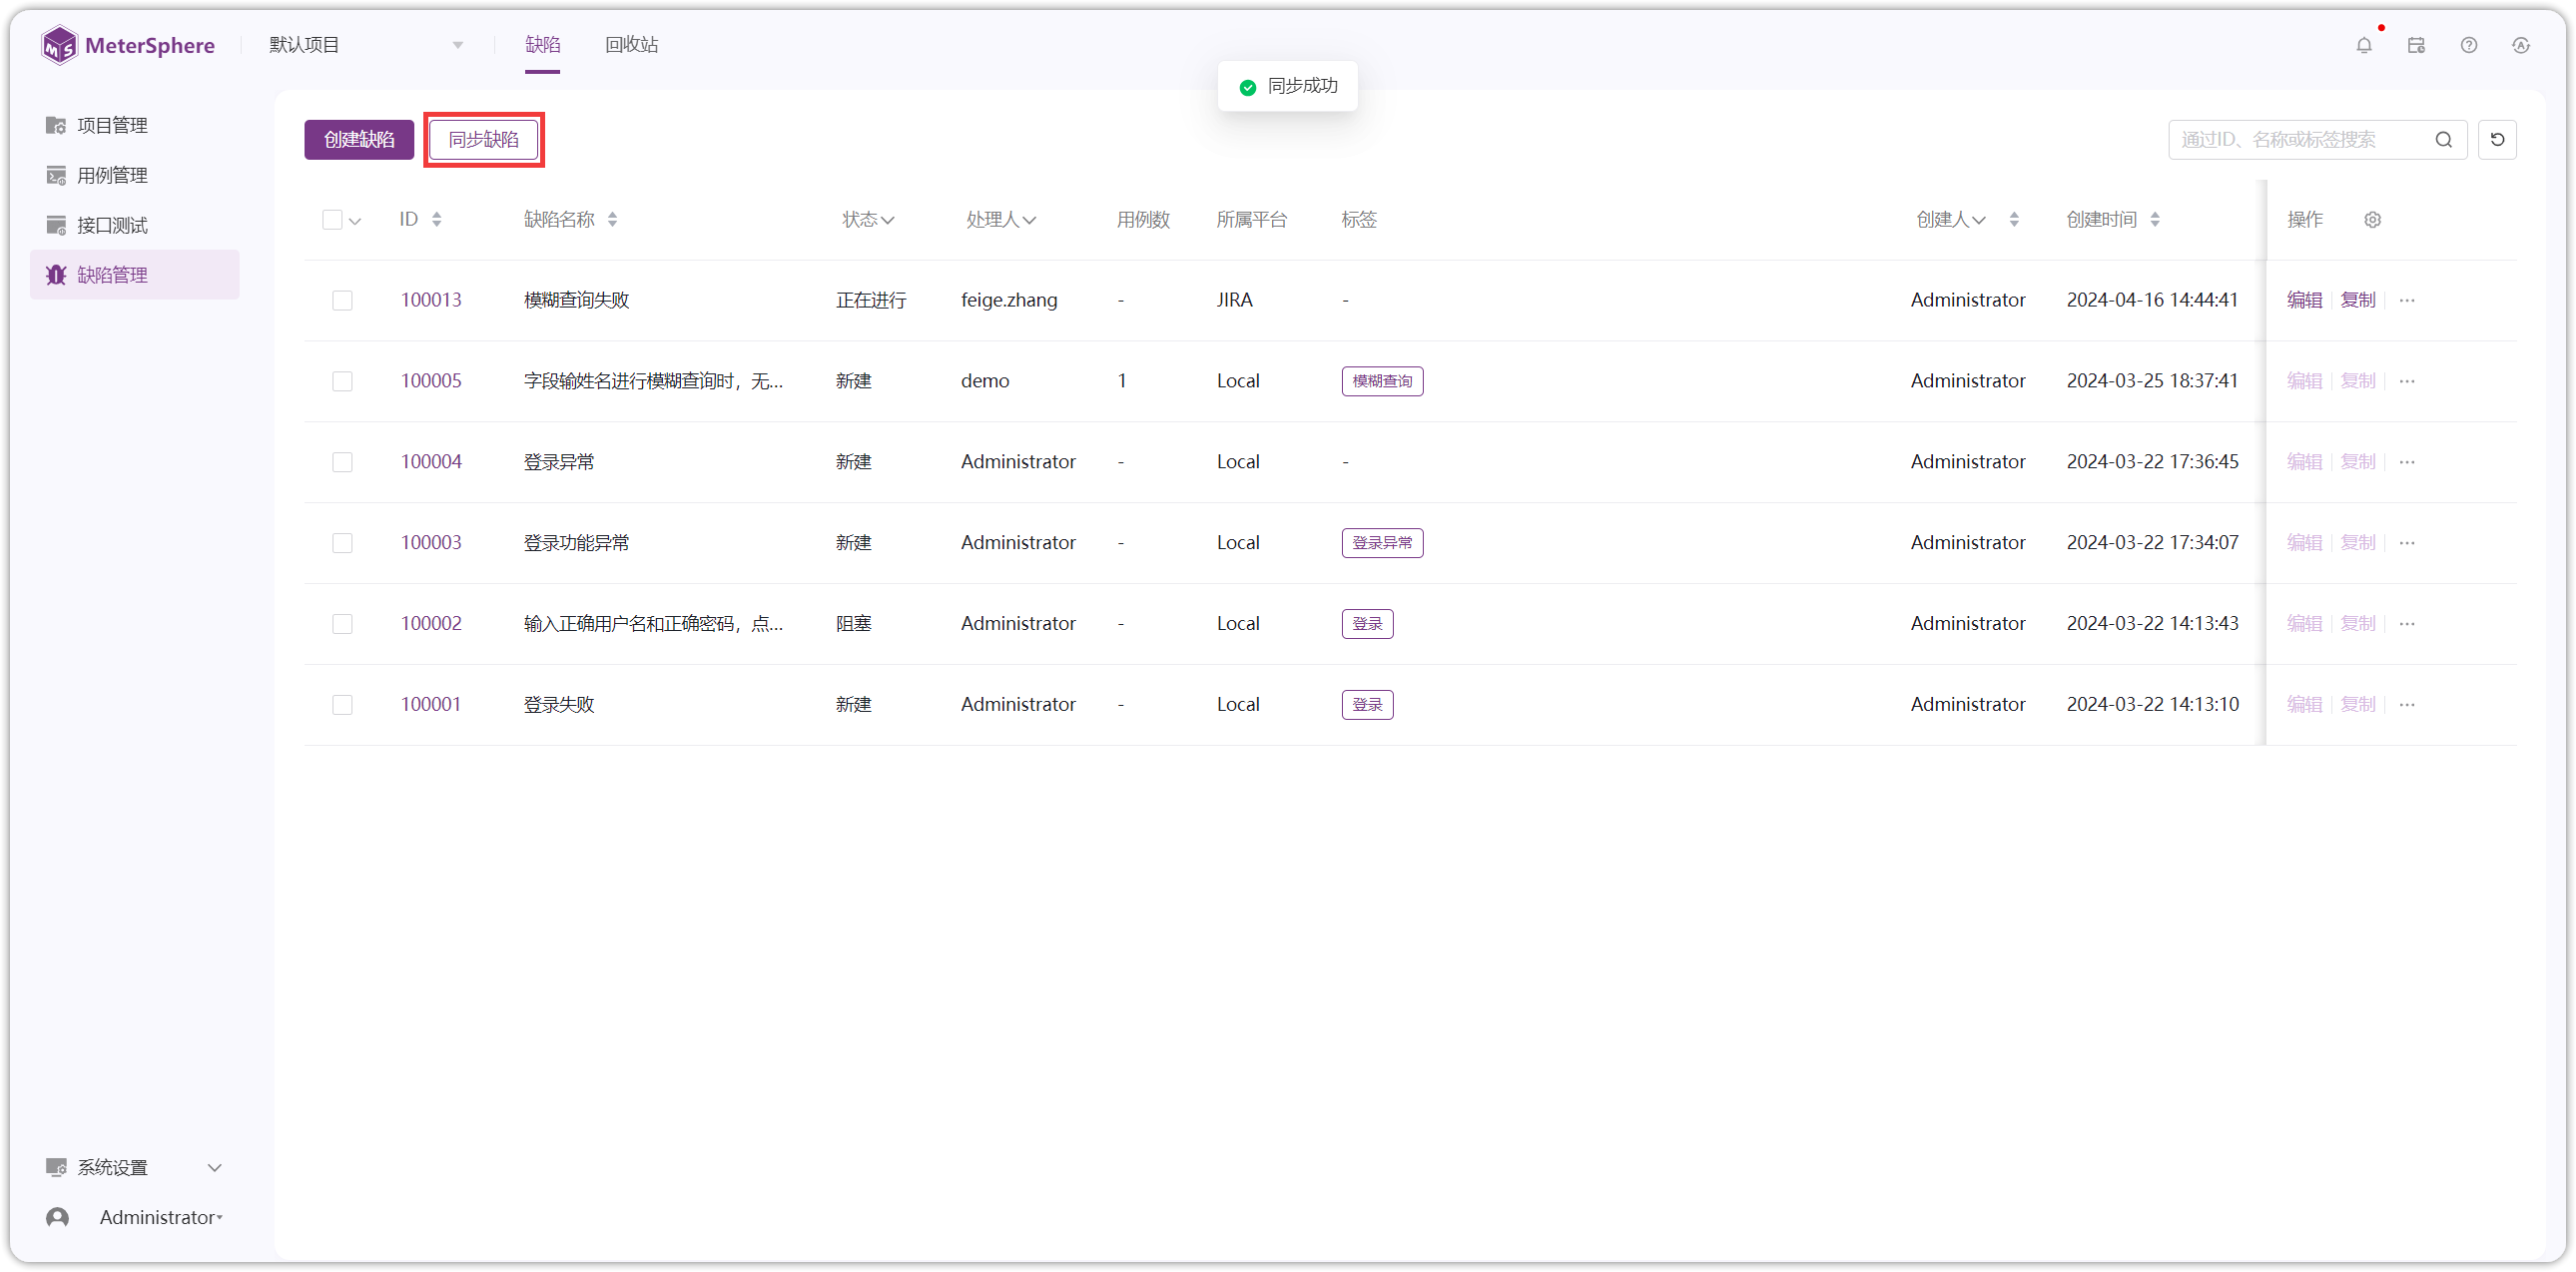 MeterSphere 默认项目 缺陷 回收站
同步成功
项目管理
用例管理
接口测试
缺陷管理
创建缺陷 同步缺陷 通过ID、名称或标签搜索
ID 缺陷名称 状态 处理人 用例数 所属平台 标签 创建人 创建时间 操作
100013 模糊查询失败 正在进行 feige.zhang - JIRA - Administrator 2024-04-16 14:44:41 编辑 复制 ...
100005 字段输姓名进行模糊查询时，无... 新建 demo 1 Local 模糊查询 Administrator 2024-03-25 18:37:41 编辑 复制 ...
100004 登录异常 新建 Administrator - Local - Administrator 2024-03-22 17:36:45 编辑 复制 ...
100003 登录功能异常 新建 Administrator - Local 登录异常 Administrator 2024-03-22 17:34:07 编辑 复制 ...
100002 输入正确用户名和正确密码，点... 阻塞 Administrator - Local 登录 Administrator 2024-03-22 14:13:43 编辑 复制 ...
100001 登录失败 新建 Administrator - Local 登录 Administrator 2024-03-22 14:13:10 编辑 复制 ...
系统设置
Administrator